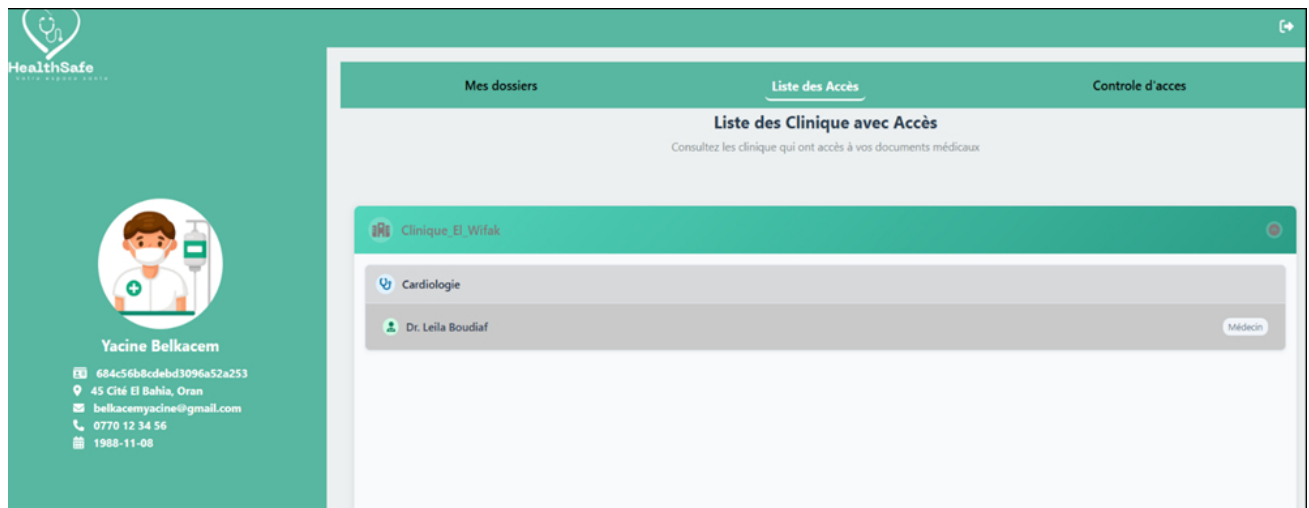 HealthSafe
Mes dossiers
Liste des Accès
Controle d'acces
Liste des Clinique avec Accès
Consultez les clinique qui ont accès à vos documents médicaux
Clinique_El_Wifak
Cardiologie
Dr. Leila Boudiaf
Médecin
Yacine Belkacem
684c56b8cdebd3096a52a253
45 Cité El Bahia, Oran
belkacemyacine@gmail.com
0770 12 34 56
1988-11-08